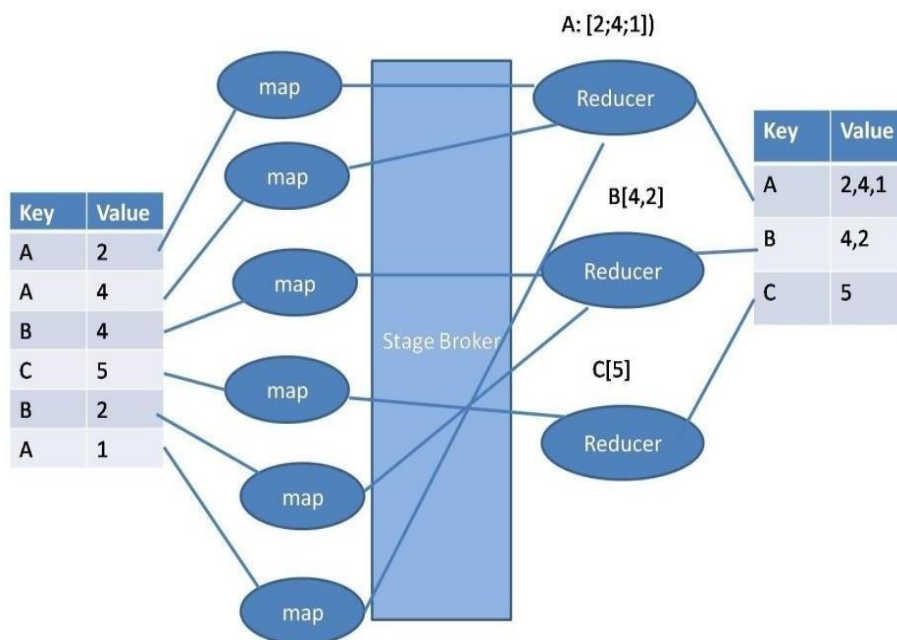 A: [2;4;1])
map
Reducer
Key Value
A 2,4,1
B 4,2
C 5
map
B[4,2]
Key Value
A 2
A 4
B 4
C 5
B 2
A 1
map
Reducer
Stage Broker
map
C[5]
Reducer
map
map